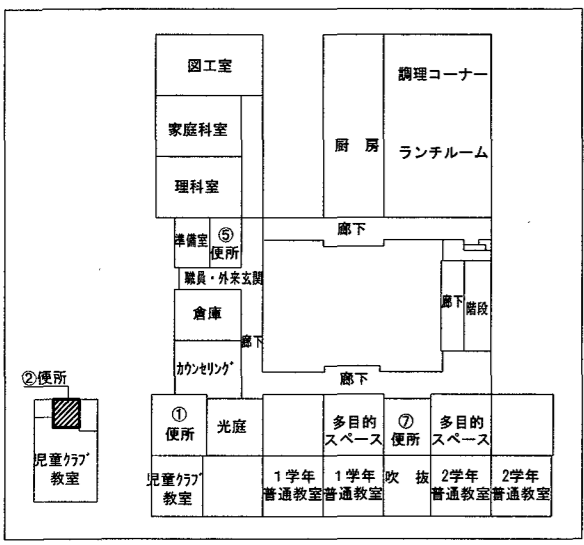 図工室
調理コーナー
家庭科室
厨　房
ランチルーム
理科室
廊下
準備室
⑤
便所
職員・外来玄関
倉庫
廊下
階段
廊下
カウンセリング
廊下
②便所
①
便所
光庭
多目的
スペース
⑦
便所
多目的
スペース
児童クラブ
教室
児童クラブ
教室
1学年
普通教室
1学年
普通教室
吹　抜
2学年
普通教室
2学年
普通教室